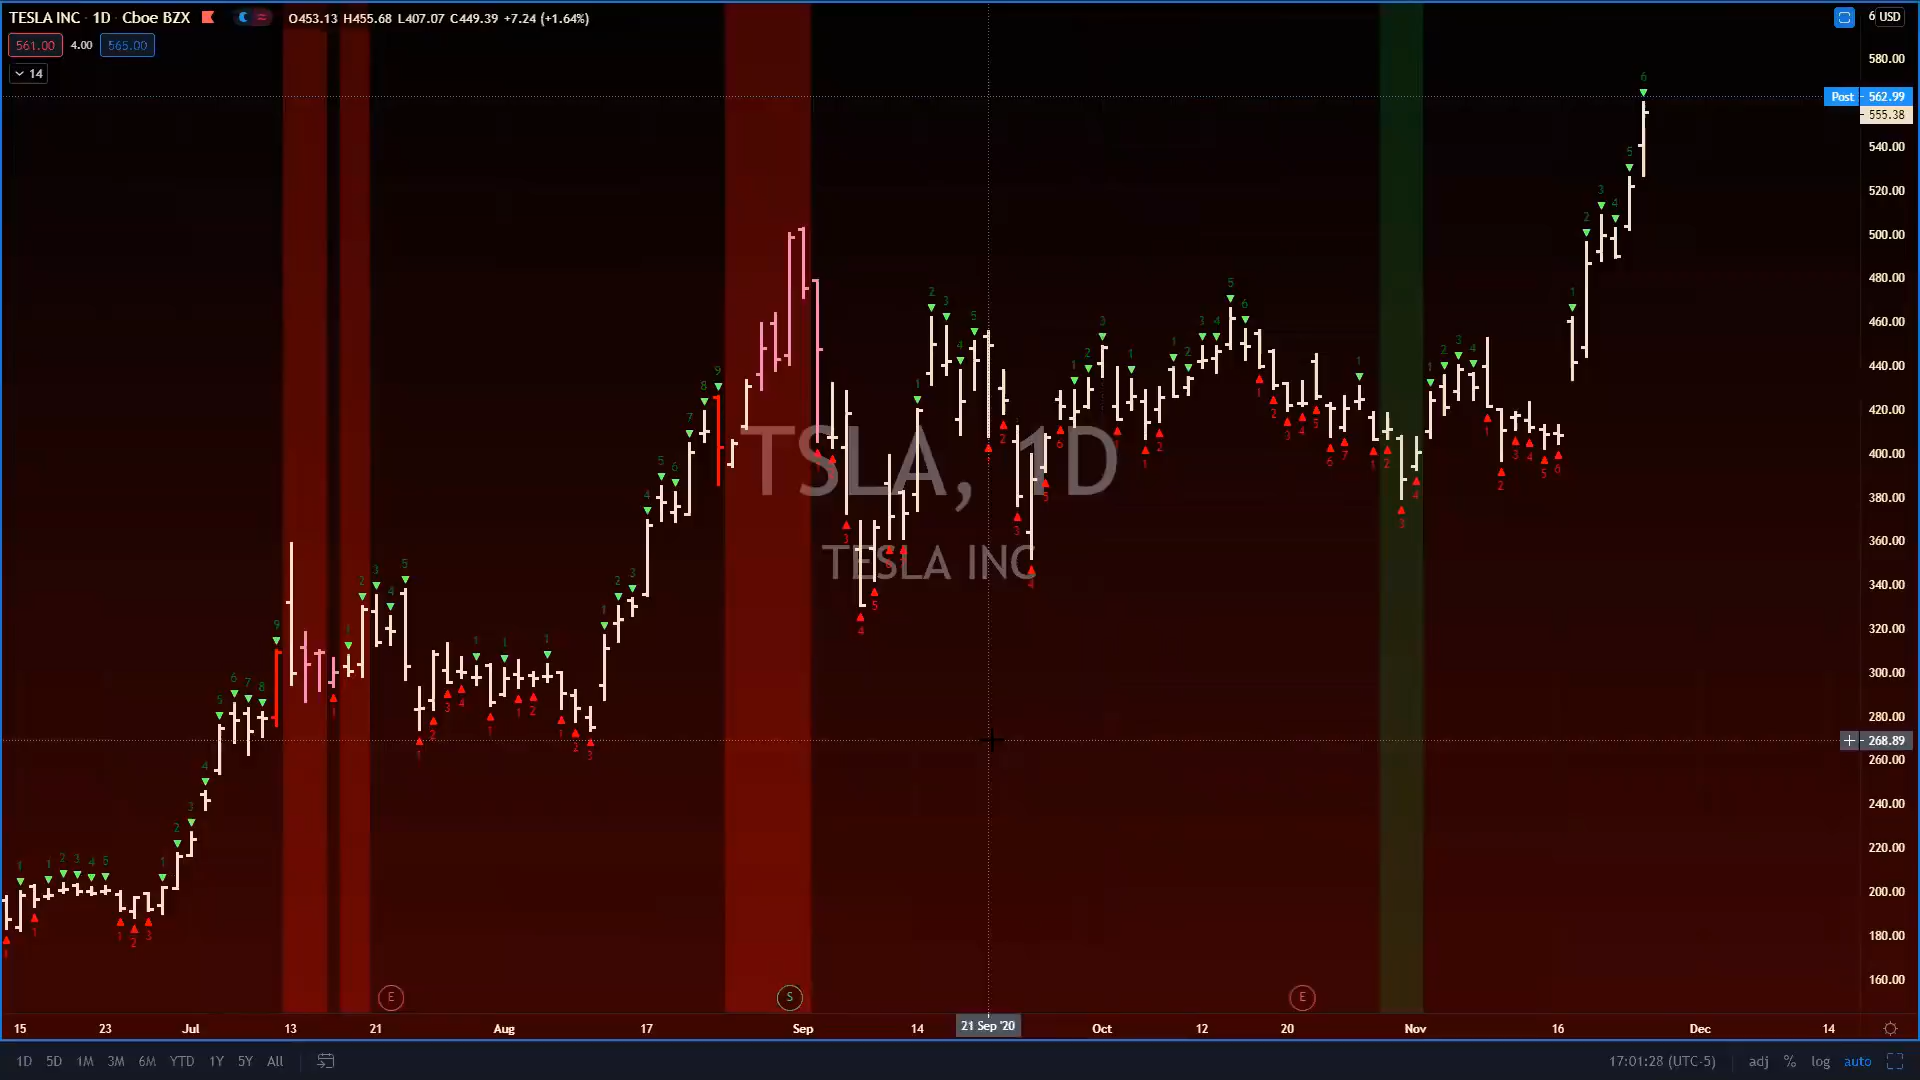 TESLA INC · 1D · Cboe BZX O453.13 H455.68 L407.07 C449.39 +7.24 (+1.64%)
561.00 4.00 565.00
14
6 USD
580.00
Post 562.99
555.38
540.00
520.00
500.00
480.00
460.00
440.00
420.00
400.00
380.00
360.00
340.00
320.00
300.00
280.00
268.89
260.00
240.00
220.00
200.00
180.00
160.00
TSLA, 1D
TESLA INC
E S E
15 23 Jul 13 21 Aug 17 Sep 14 21 Sep '20 Oct 12 20 Nov 16 Dec 14
1D 5D 1M 3M 6M YTD 1Y 5Y All 17:01:28 (UTC-5) adj % log auto